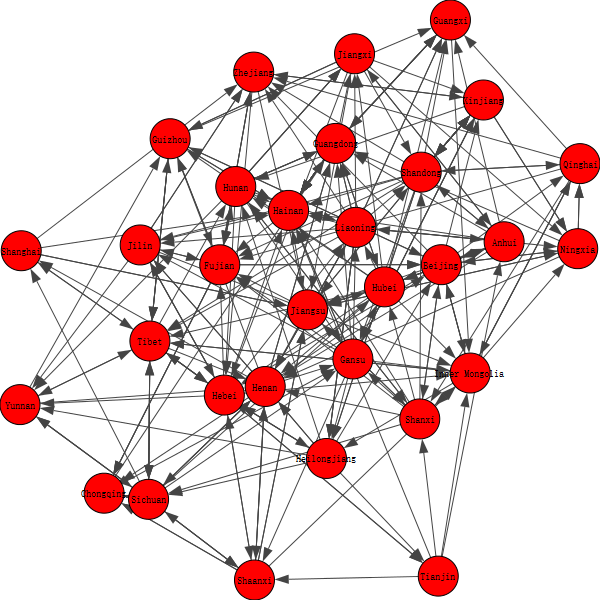 Guangxi
Jiangxi
Zhejiang
Xinjiang
Guizhou
Guangdong
Qinghai
Shandong
Hunan
Hainan
Liaoning
Anhui
Jilin
Shanghai
Ningxia
Fujian
Beijing
Hubei
Jiangsu
Tibet
Gansu
Inner Mongolia
Henan
Hebei
Yunnan
Shanxi
Heilongjiang
Chongqing
Sichuan
Tianjin
Shaanxi